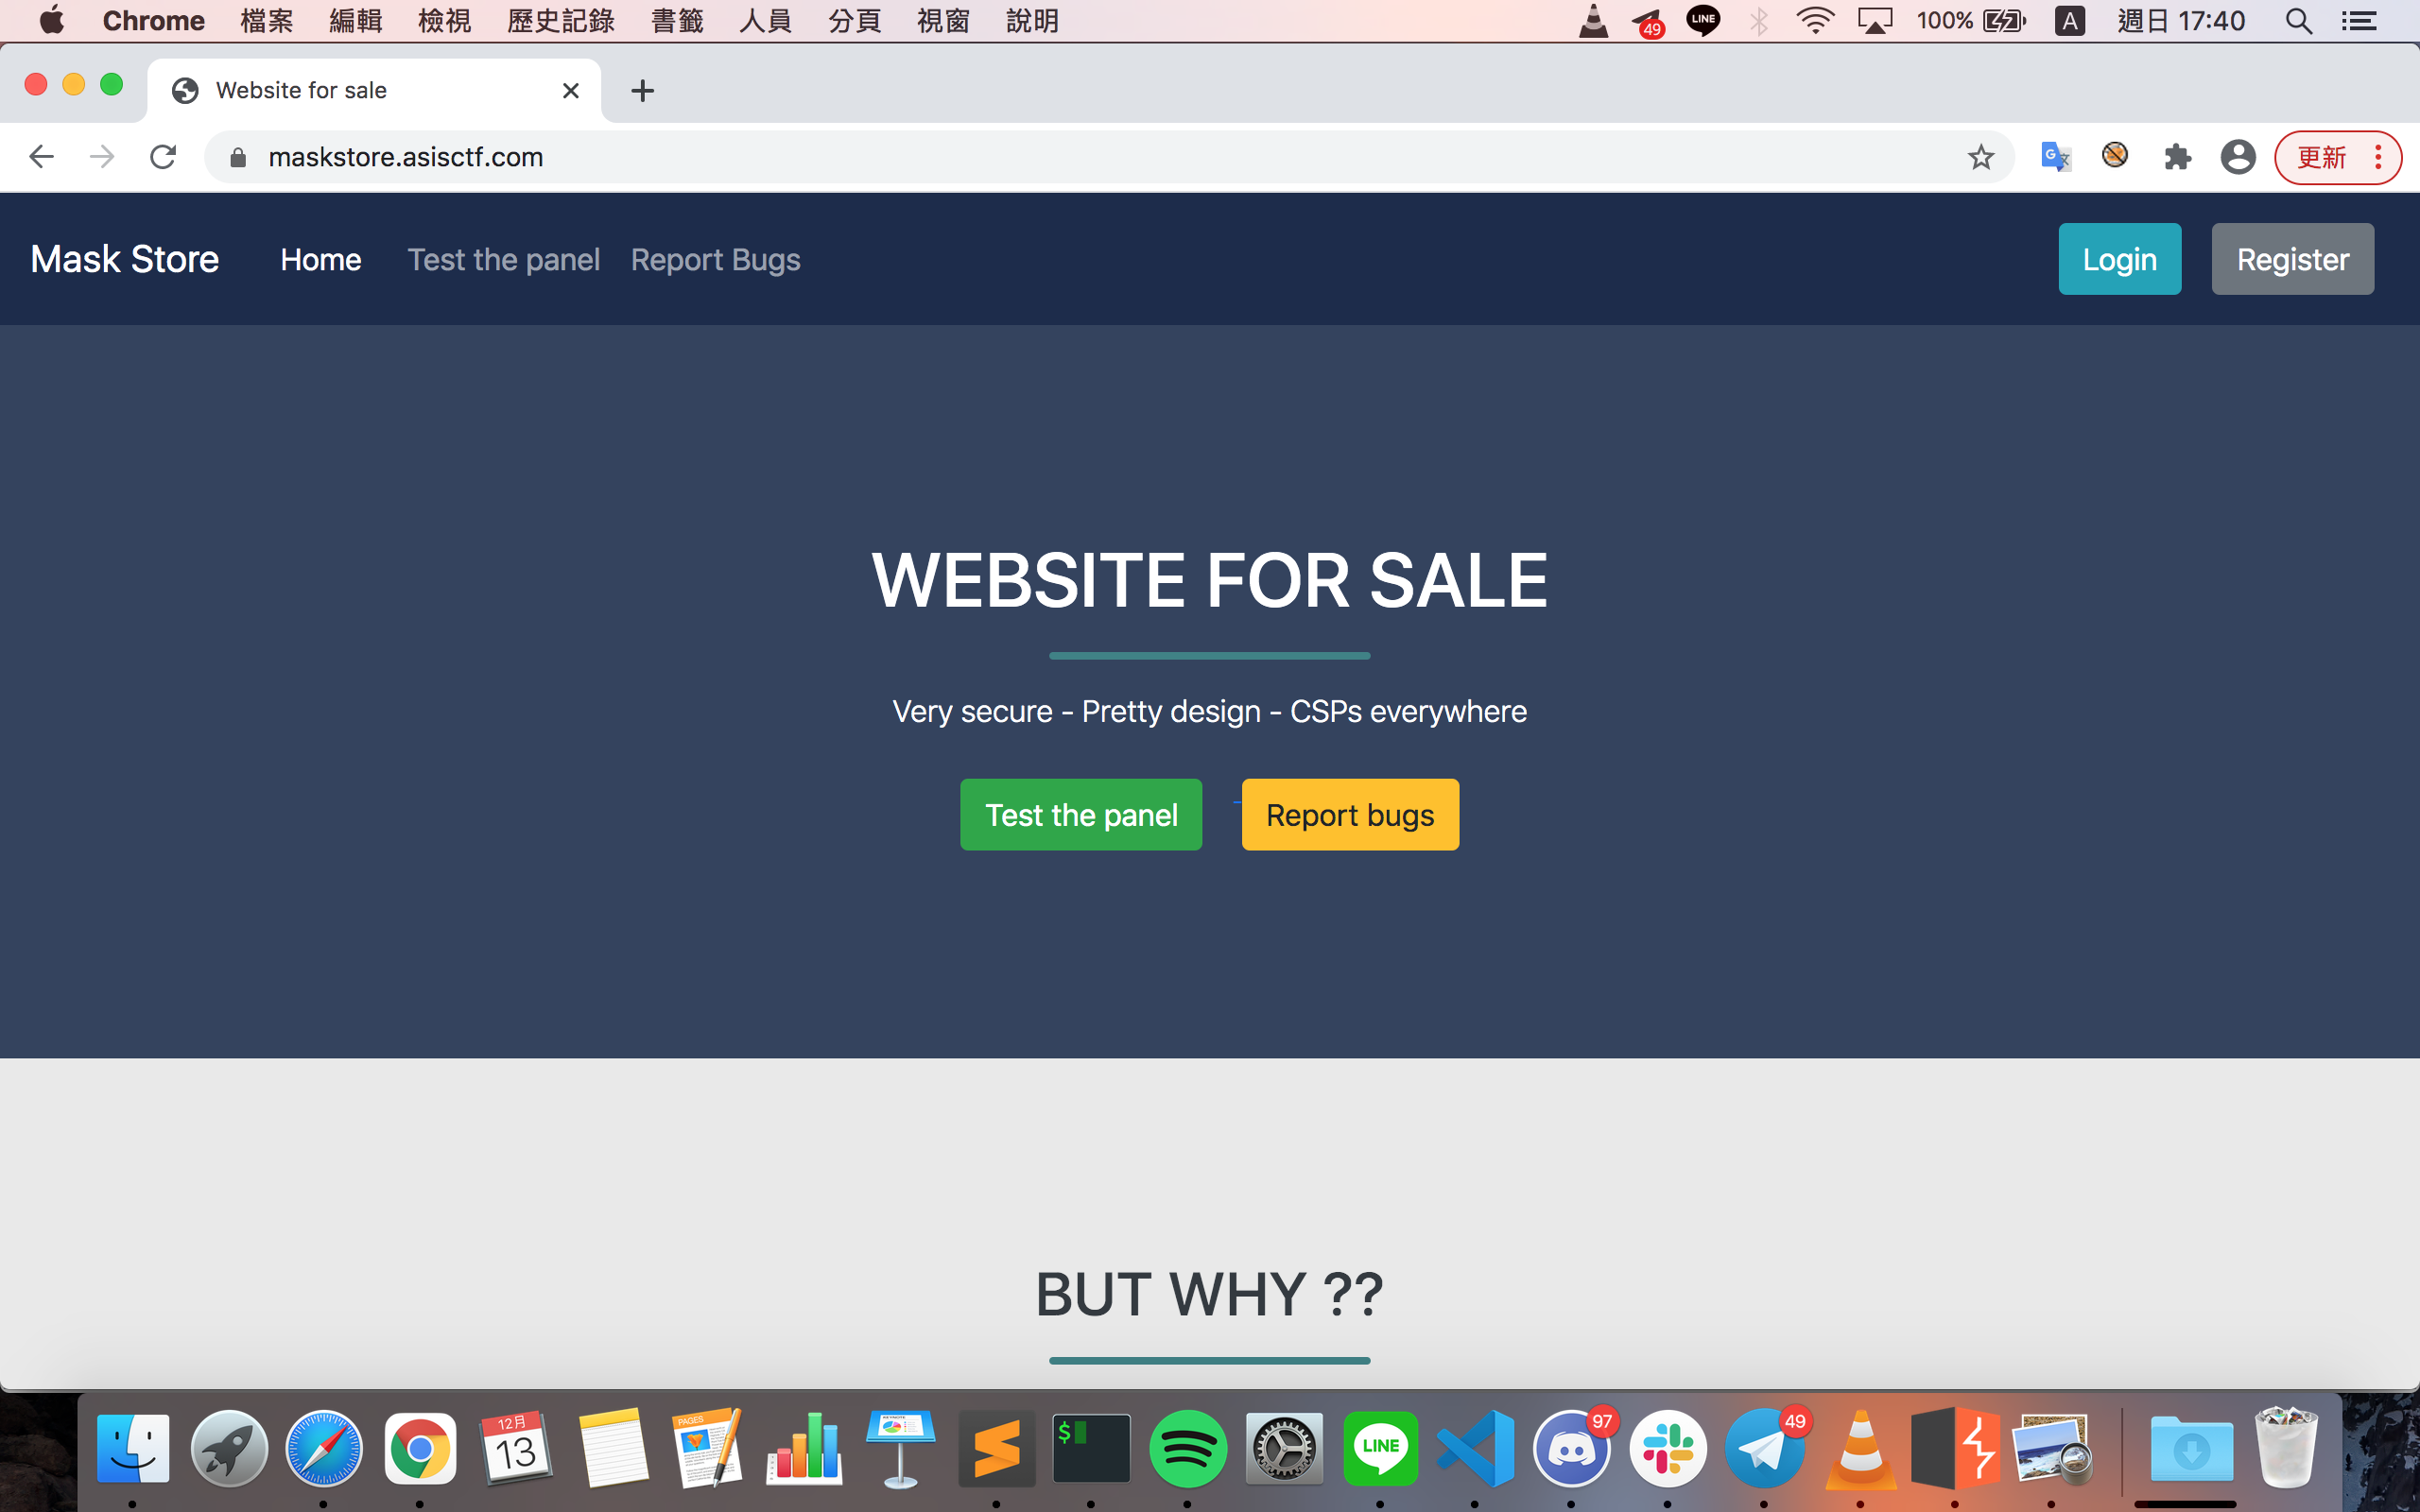 Chrome 檔案 編輯 檢視 歷史記錄 書籤 人員 分頁 視窗 說明 49 LINE 100% A 週日 17:40
Website for sale
maskstore.asisctf.com G 文 更新
Mask Store Home Test the panel Report Bugs Login Register
WEBSITE FOR SALE
Very secure - Pretty design - CSPs everywhere
Test the panel Report bugs
BUT WHY ??
12月 13 PAGES KEYNOTE $ LINE 97 49